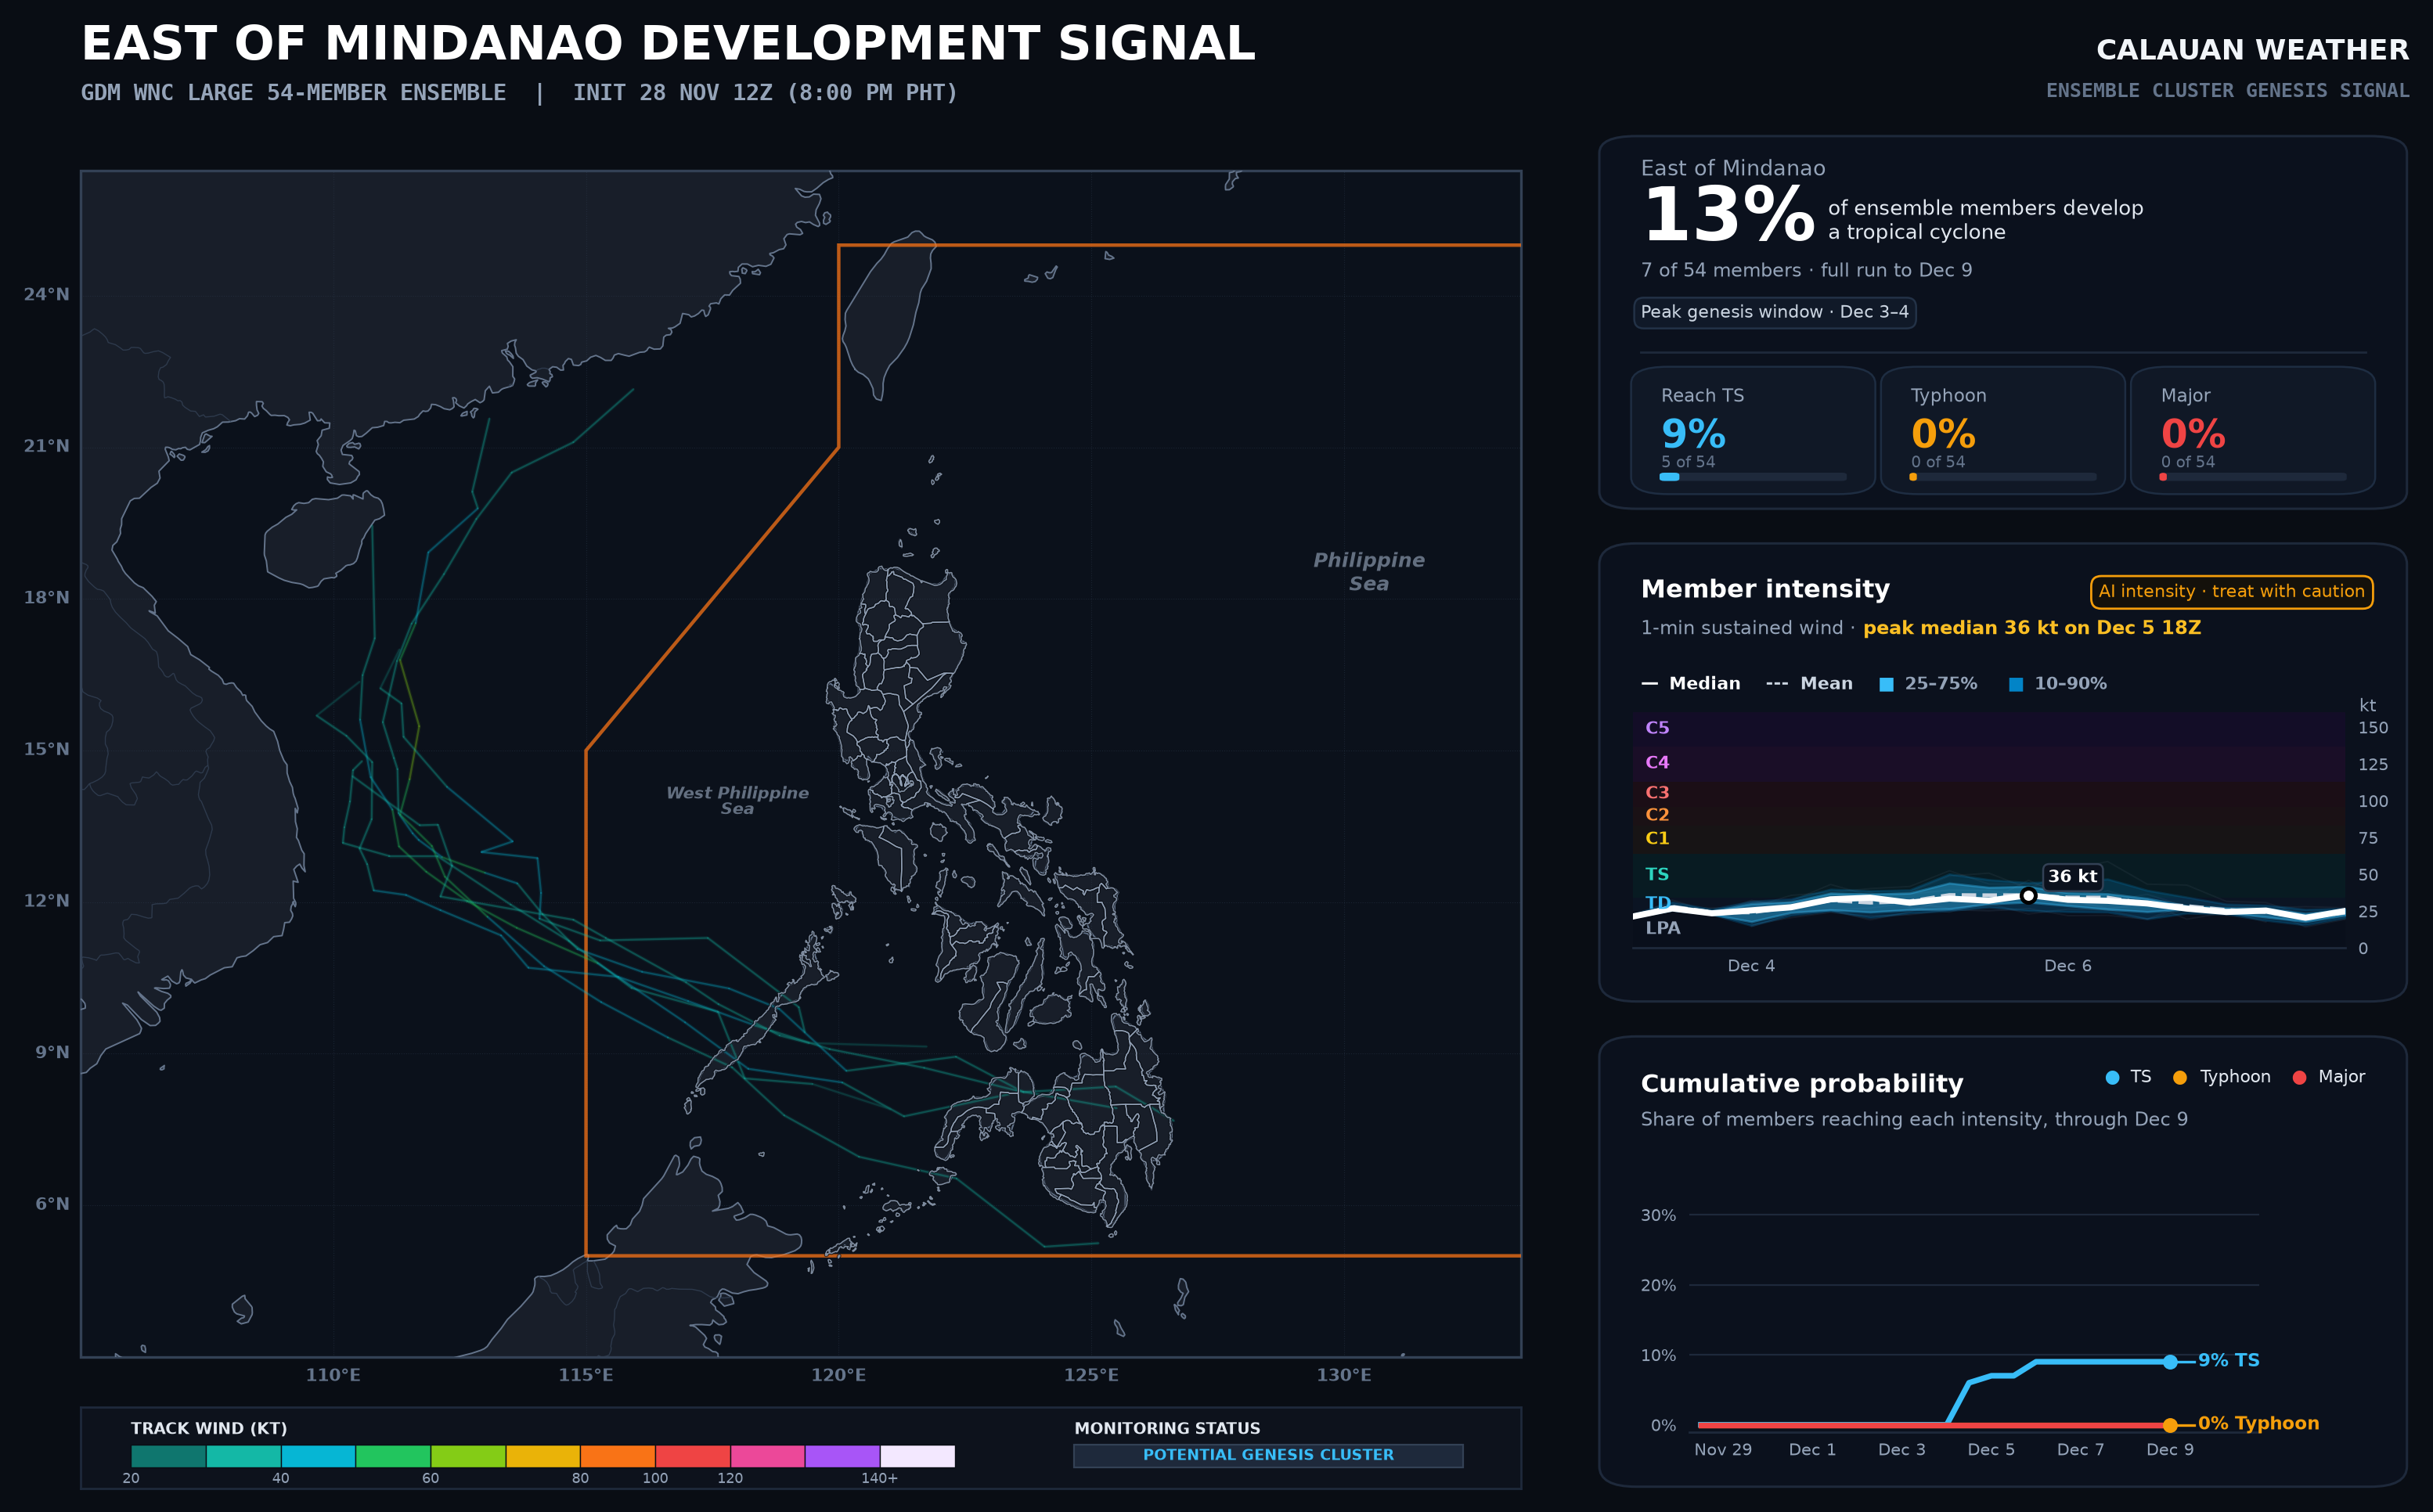 EAST OF MINDANAO DEVELOPMENT SIGNAL
GDM WNC LARGE 54-MEMBER ENSEMBLE | INIT 28 NOV 12Z (8:00 PM PHT)
CALAUAN WEATHER
ENSEMBLE CLUSTER GENESIS SIGNAL
24°N
21°N
18°N
15°N
12°N
9°N
6°N
110°E
115°E
120°E
125°E
130°E
Philippine
Sea
West Philippine
Sea
TRACK WIND (KT)
20
40
60
80
100
120
140+
MONITORING STATUS
POTENTIAL GENESIS CLUSTER
East of Mindanao
13% of ensemble members develop
a tropical cyclone
7 of 54 members · full run to Dec 9
Peak genesis window · Dec 3–4
Reach TS
9%
5 of 54
Typhoon
0%
0 of 54
Major
0%
0 of 54
Member intensity
AI intensity · treat with caution
1-min sustained wind · peak median 36 kt on Dec 5 18Z
Median
Mean
25–75%
10–90%
kt
C5
C4
C3
C2
C1
TS
TD
LPA
150
125
100
75
50
25
0
36 kt
Dec 4
Dec 6
Cumulative probability
TS
Typhoon
Major
Share of members reaching each intensity, through Dec 9
30%
20%
10%
0%
9% TS
0% Typhoon
Nov 29
Dec 1
Dec 3
Dec 5
Dec 7
Dec 9